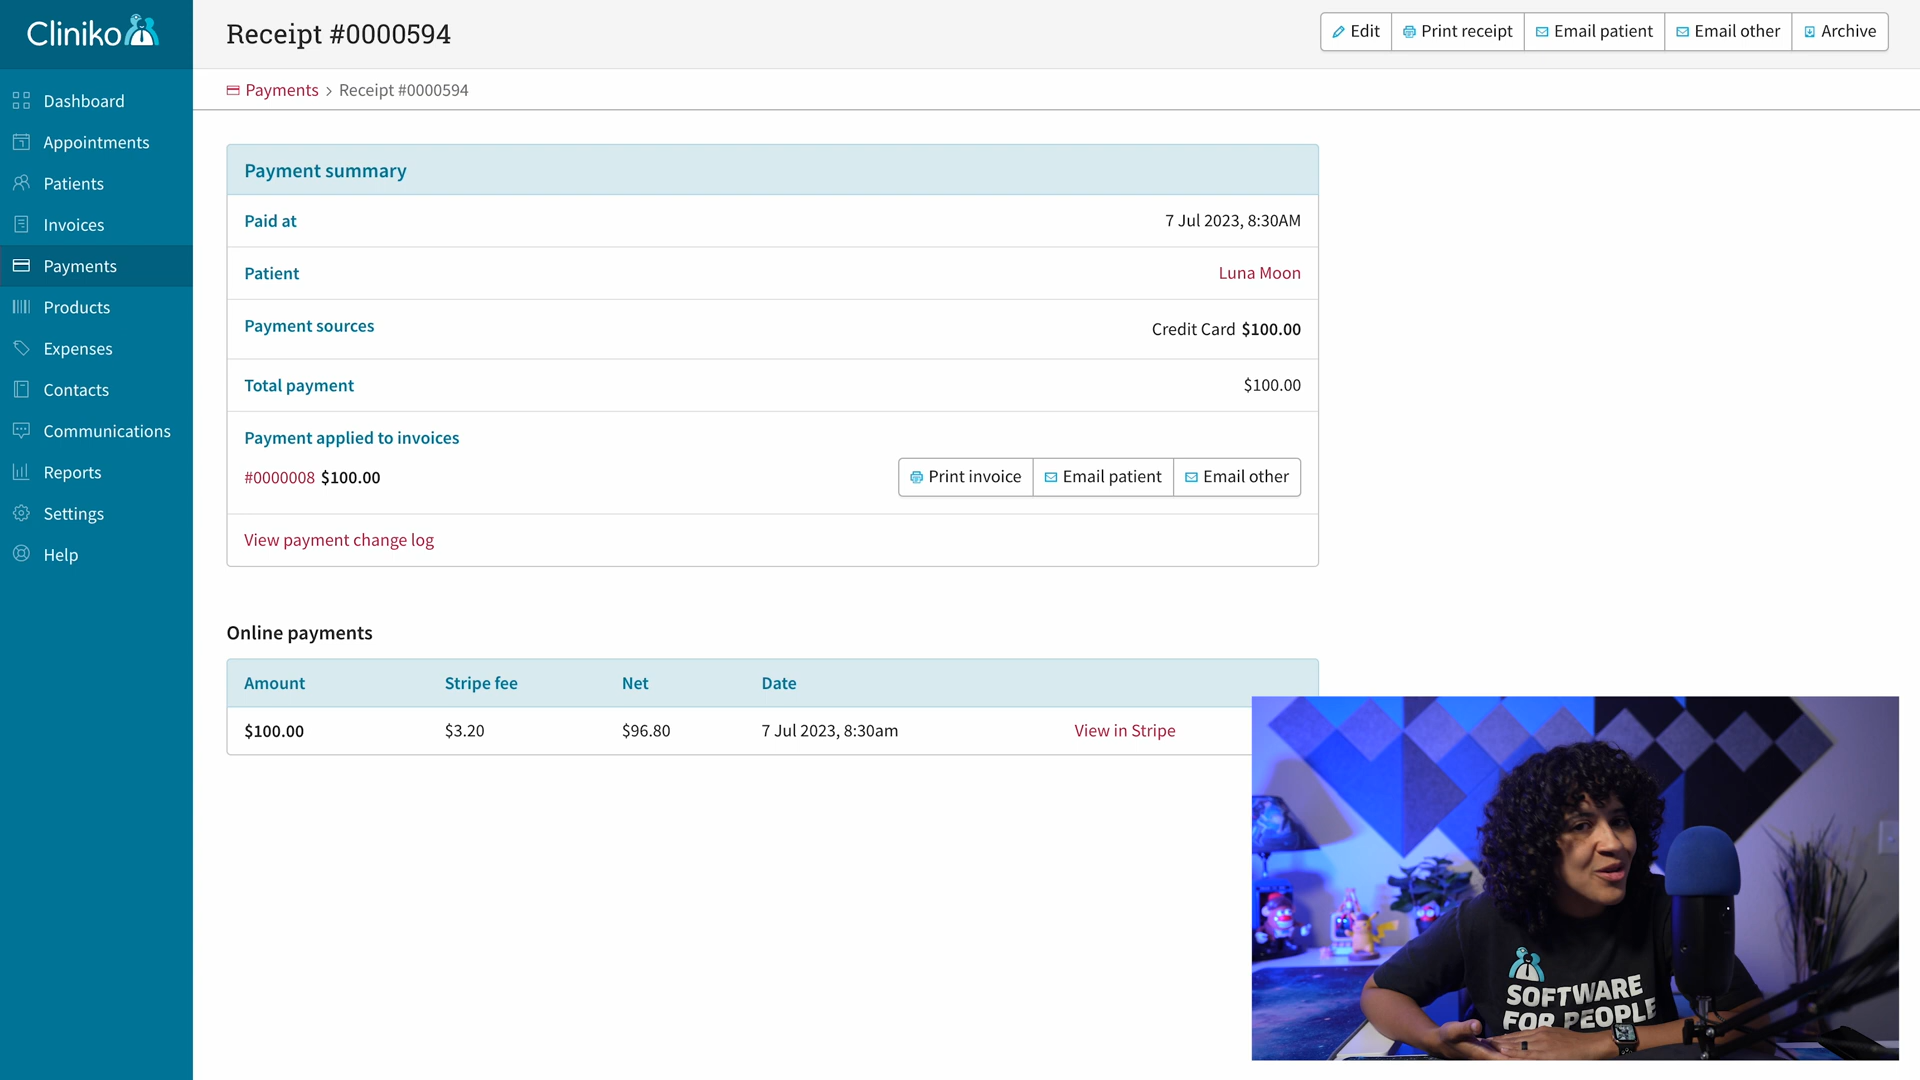 Cliniko
Receipt #0000594
Edit
Print receipt
Email patient
Email other
Archive
Payments > Receipt #0000594
Dashboard
Appointments
Patients
Invoices
Payments
Products
Expenses
Contacts
Communications
Reports
Settings
Help
Payment summary
Paid at 7 Jul 2023, 8:30AM
Patient Luna Moon
Payment sources Credit Card $100.00
Total payment $100.00
Payment applied to invoices
#0000008 $100.00 Print invoice Email patient Email other
View payment change log
Online payments
Amount Stripe fee Net Date
$100.00 $3.20 $96.80 7 Jul 2023, 8:30am View in Stripe
SOFTWARE
FOR PEOPLE